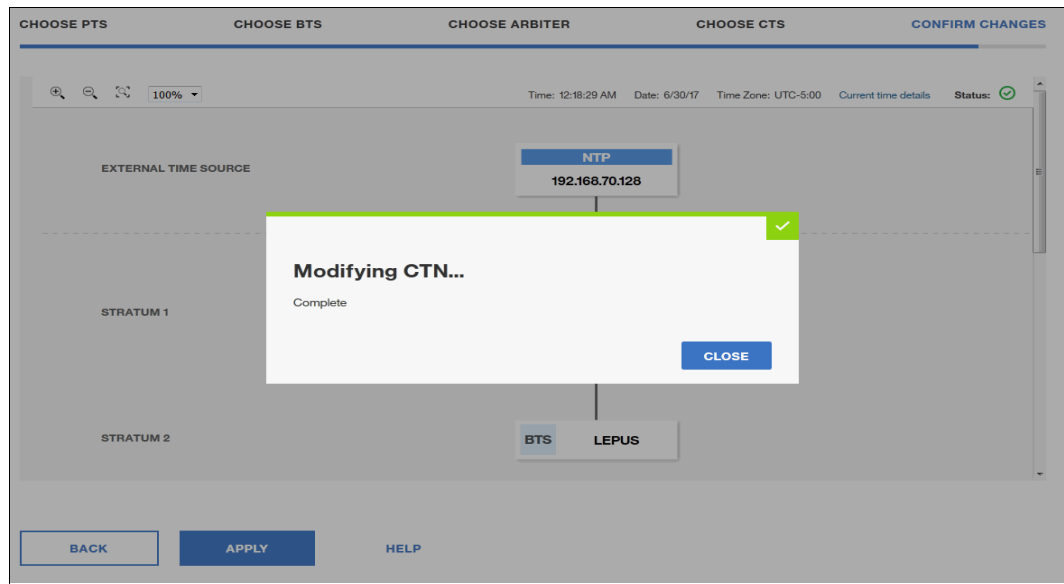 CHOOSE PTS CHOOSE BTS CHOOSE ARBITER CHOOSE CTS CONFIRM CHANGES
100% Time: 12:18:29 AM Date: 6/30/17 Time Zone: UTC-5:00 Current time details Status:
EXTERNAL TIME SOURCE
NTP
192.168.70.128
Modifying CTN...
Complete
STRATUM 1
CLOSE
STRATUM 2
BTS LEPUS
BACK APPLY HELP